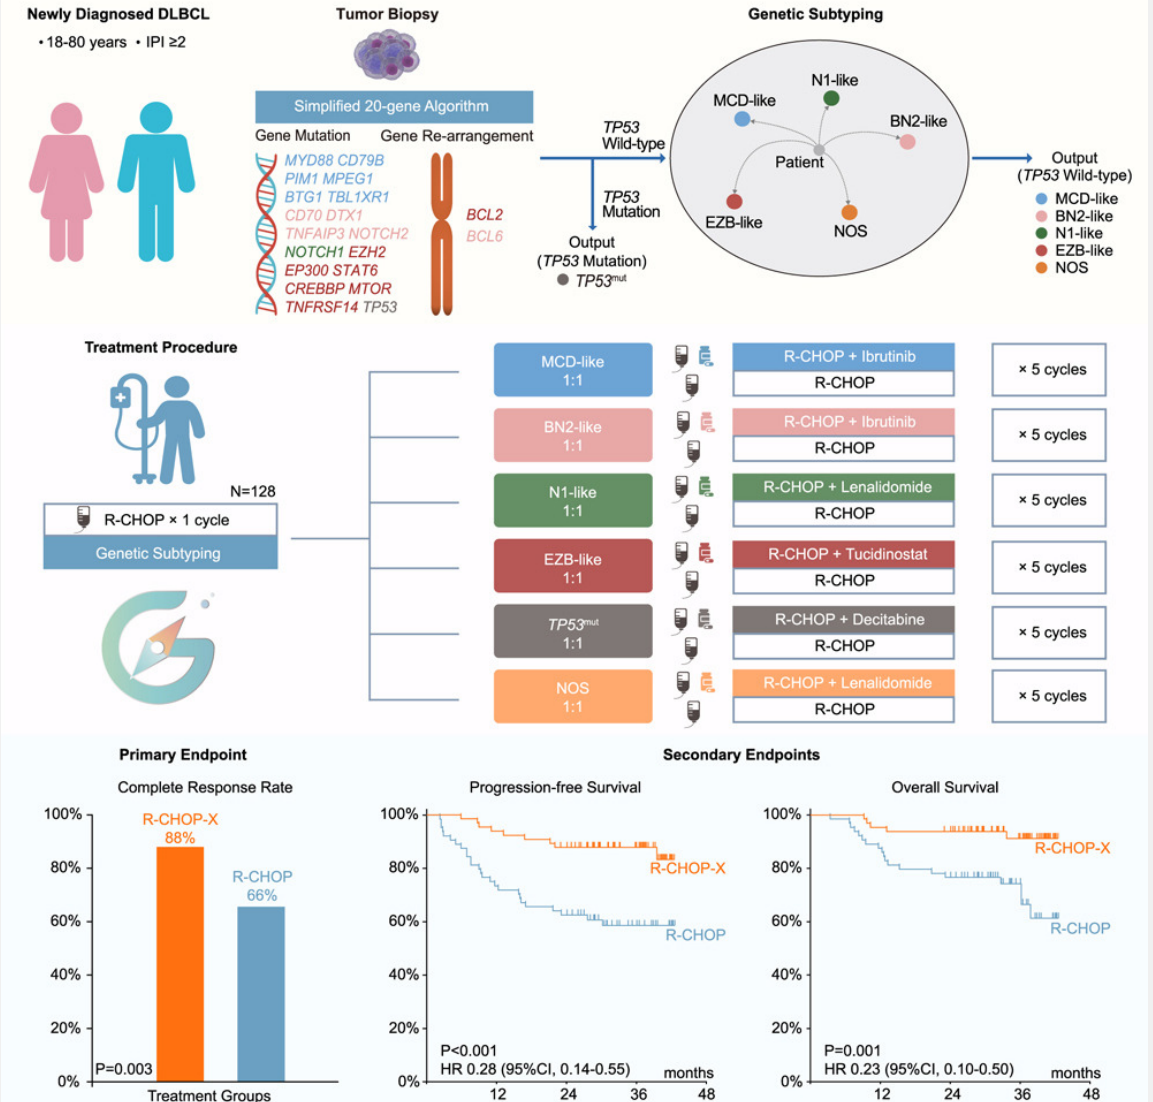 Newly Diagnosed DLBCL
• 18-80 years • IPI ≥2
Tumor Biopsy
Simplified 20-gene Algorithm
Gene Mutation
Gene Re-arrangement
MYD88 CD79B
PIM1 MPEG1
BTG1 TBL1XR1
CD70 DTX1
TNFAIP3 NOTCH2
NOTCH1 EZH2
EP300 STAT6
CREBBP MTOR
TNFRSF14 TP53
BCL2
BCL6
TP53
Wild-type
TP53
Mutation
Output
(TP53 Mutation)
TP53mut
Genetic Subtyping
N1-like
MCD-like
BN2-like
Patient
EZB-like
NOS
Output
(TP53 Wild-type)
MCD-like
BN2-like
N1-like
EZB-like
NOS
Treatment Procedure
N=128
R-CHOP × 1 cycle
Genetic Subtyping
MCD-like
1:1
R-CHOP + Ibrutinib
R-CHOP
× 5 cycles
BN2-like
1:1
R-CHOP + Ibrutinib
R-CHOP
× 5 cycles
N1-like
1:1
R-CHOP + Lenalidomide
R-CHOP
× 5 cycles
EZB-like
1:1
R-CHOP + Tucidinostat
R-CHOP
× 5 cycles
TP53mut
1:1
R-CHOP + Decitabine
R-CHOP
× 5 cycles
NOS
1:1
R-CHOP + Lenalidomide
R-CHOP
× 5 cycles
Primary Endpoint
Complete Response Rate
100%
80%
60%
40%
20%
0%
R-CHOP-X
88%
R-CHOP
66%
P=0.003
Treatment Groups
Secondary Endpoints
Progression-free Survival
100%
80%
60%
40%
20%
0%
R-CHOP-X
R-CHOP
P<0.001
HR 0.28 (95%CI, 0.14-0.55)
months
12
24
36
48
Overall Survival
100%
80%
60%
40%
20%
0%
R-CHOP-X
R-CHOP
P=0.001
HR 0.23 (95%CI, 0.10-0.50)
months
12
24
36
48